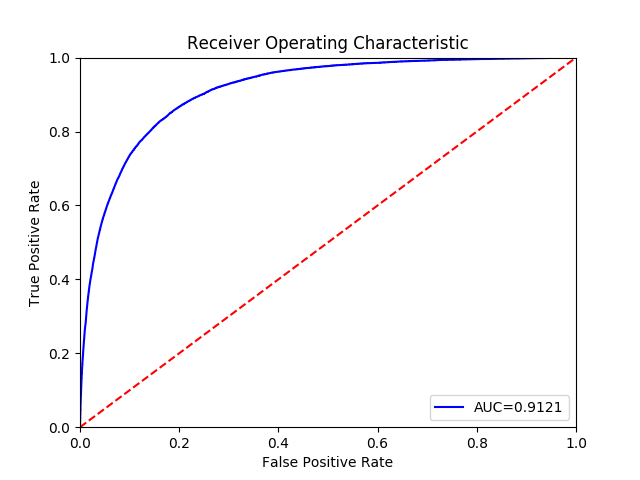 Receiver Operating Characteristic
True Positive Rate
1.0
0.8
0.6
0.4
0.2
0.0
AUC=0.9121
0.0 0.2 0.4 0.6 0.8 1.0
False Positive Rate